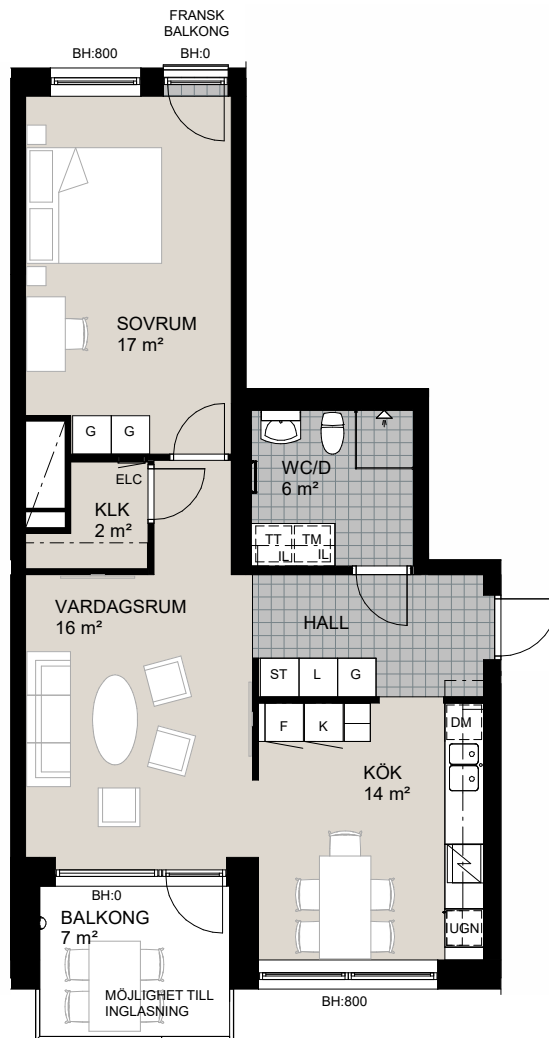 FRANSK
BALKONG
BH:800
BH:0
SOVRUM
17 m²
G
G
ELC
KLK
2 m²
WC/D
6 m²
TT
TM
IL
IL
VARDAGSRUM
16 m²
HALL
ST
L
G
F
K
DM
KÖK
14 m²
UGN
BH:0
BALKONG
7 m²
MÖJLIGHET TILL
INGLASNING
BH:800